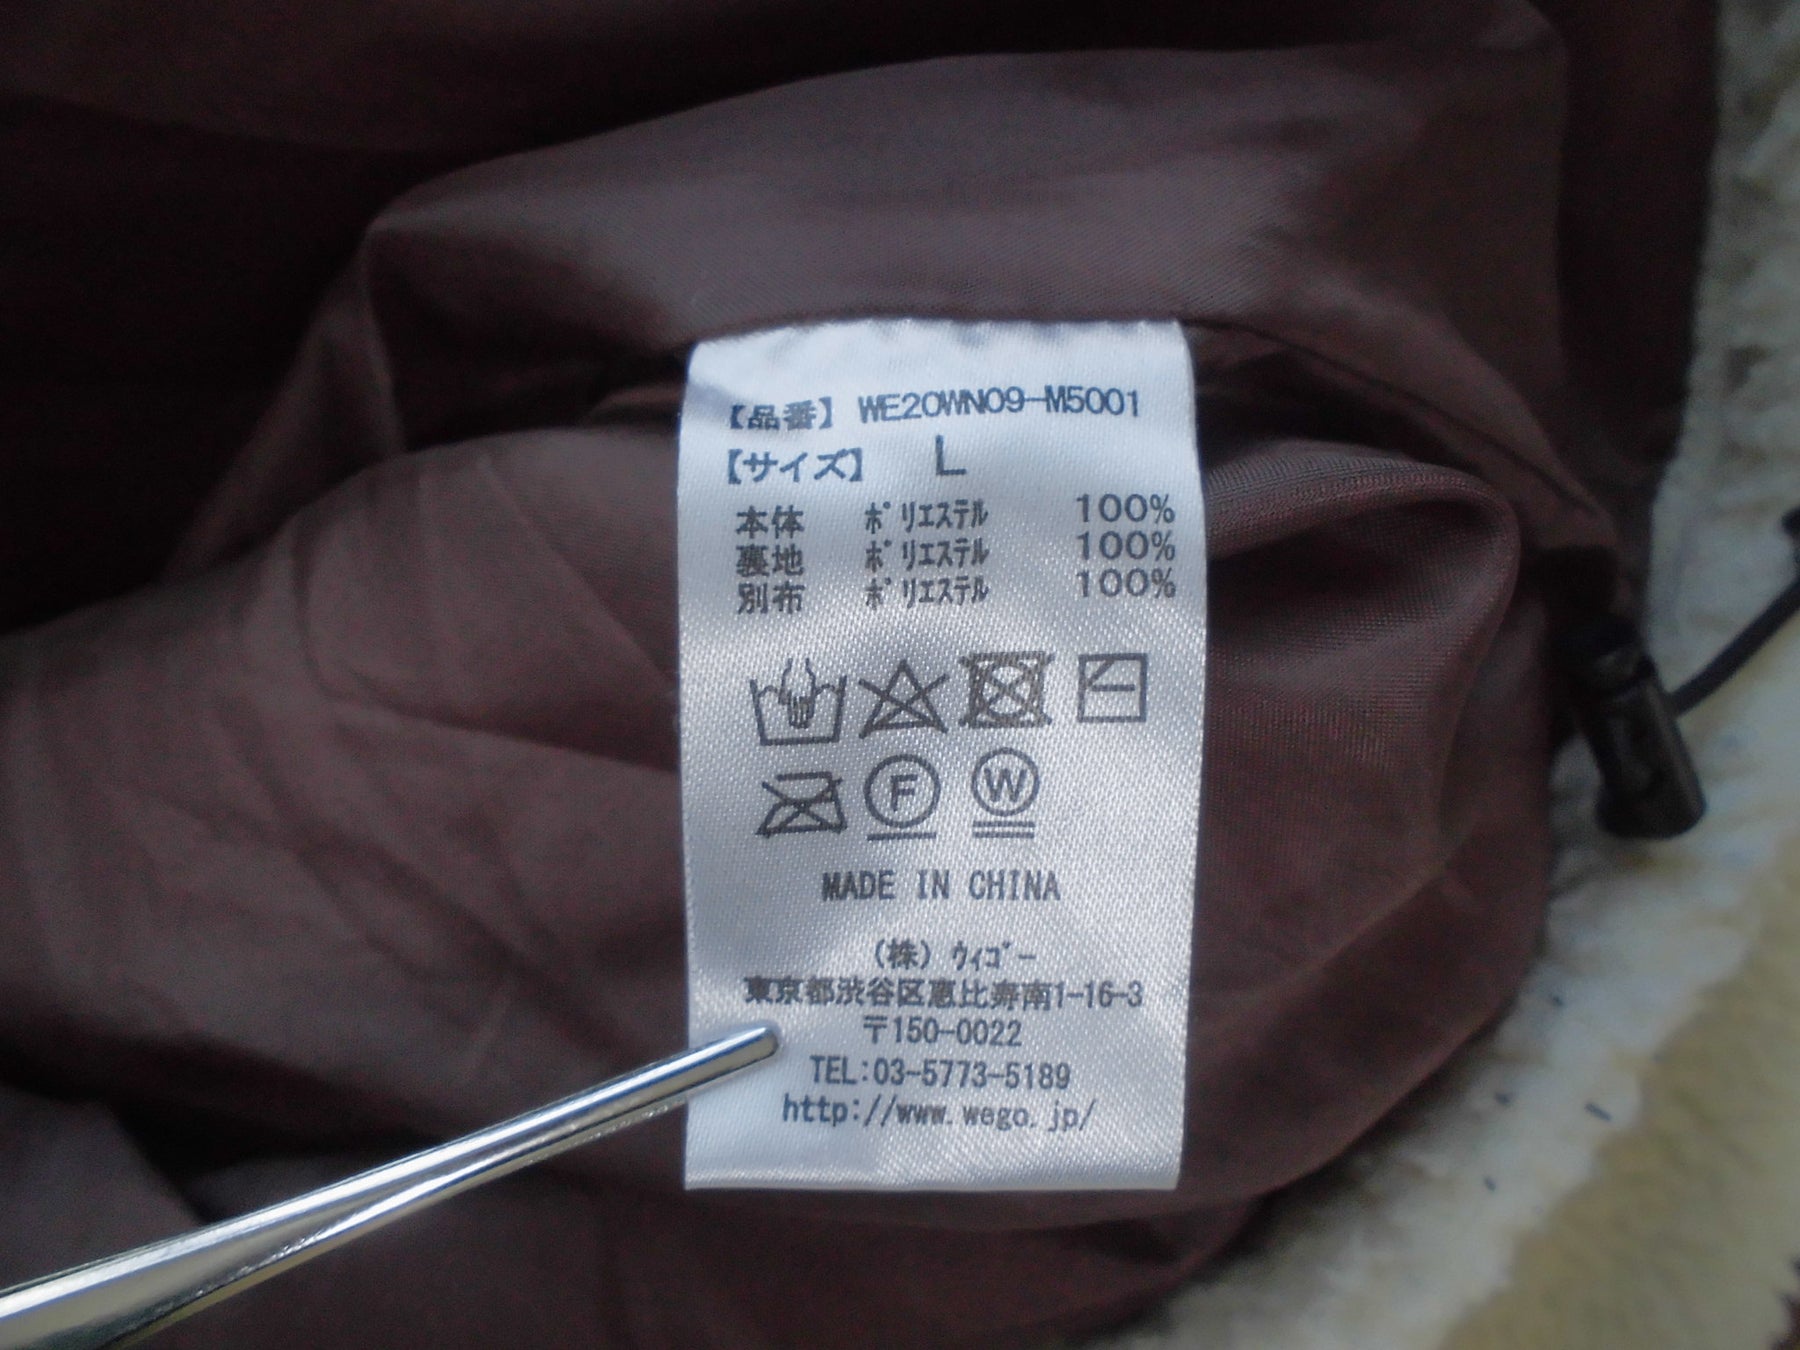 【品番】 WE20WN09-M5001
【サイズ】 L
本体 ポリエステル 100%
裏地 ポリエステル 100%
別布 ポリエステル 100%
F W
MADE IN CHINA
(株) ウィゴー
東京都渋谷区恵比寿南1-16-3
〒150-0022
TEL:03-5773-5189
http://www.wego.jp/